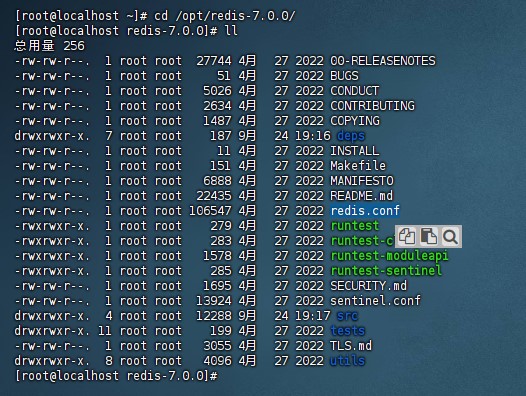 [root@localhost ~]# cd /opt/redis-7.0.0/
[root@localhost redis-7.0.0]# ll
总用量 256
-rw-rw-r--. 1 root root 27744 4月 27 2022 00-RELEASENOTES
-rw-rw-r--. 1 root root 51 4月 27 2022 BUGS
-rw-rw-r--. 1 root root 5026 4月 27 2022 CONDUCT
-rw-rw-r--. 1 root root 2634 4月 27 2022 CONTRIBUTING
-rw-rw-r--. 1 root root 1487 4月 27 2022 COPYING
drwxrwxr-x. 7 root root 187 9月 24 19:16 deps
-rw-rw-r--. 1 root root 11 4月 27 2022 INSTALL
-rw-rw-r--. 1 root root 151 4月 27 2022 Makefile
-rw-rw-r--. 1 root root 6888 4月 27 2022 MANIFESTO
-rw-rw-r--. 1 root root 22435 4月 27 2022 README.md
-rw-rw-r--. 1 root root 106547 4月 27 2022 redis.conf
-rwxrwxr-x. 1 root root 279 4月 27 2022 runtest
-rwxrwxr-x. 1 root root 283 4月 27 2022 runtest-c
-rwxrwxr-x. 1 root root 1578 4月 27 2022 runtest-moduleapi
-rwxrwxr-x. 1 root root 285 4月 27 2022 runtest-sentinel
-rw-rw-r--. 1 root root 1695 4月 27 2022 SECURITY.md
-rw-rw-r--. 1 root root 13924 4月 27 2022 sentinel.conf
drwxrwxr-x. 4 root root 12288 9月 24 19:17 src
drwxrwxr-x. 11 root root 199 4月 27 2022 tests
-rw-rw-r--. 1 root root 3055 4月 27 2022 TLS.md
drwxrwxr-x. 8 root root 4096 4月 27 2022 utils
[root@localhost redis-7.0.0]#